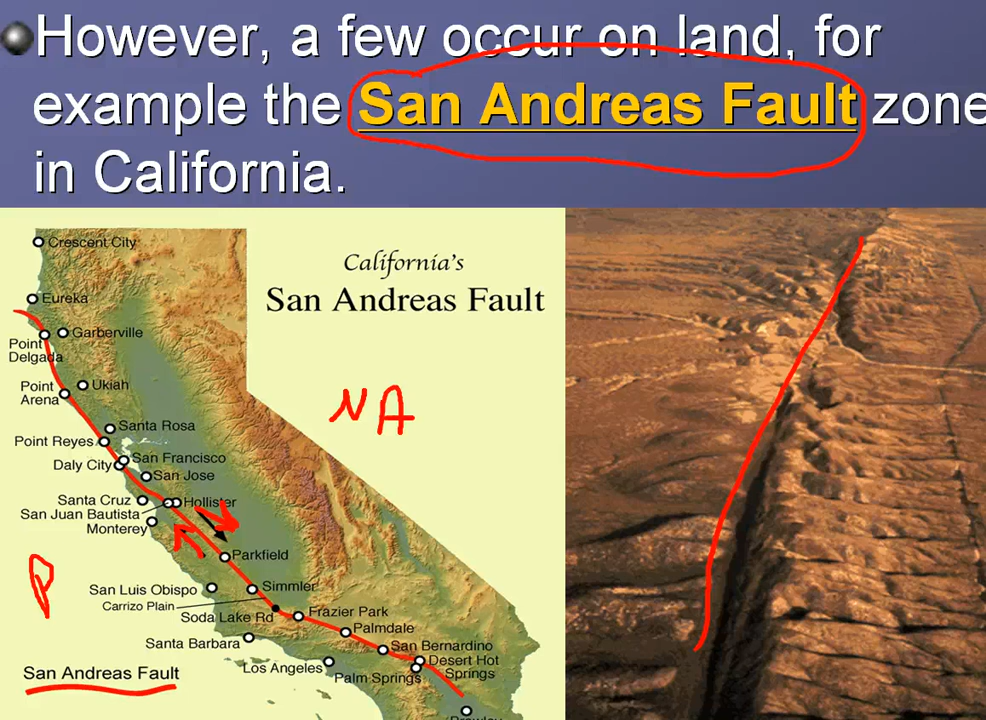 However, a few occur on land, for
example the San Andreas Fault zone
in California.
California's
San Andreas Fault
Crescent City
Eureka
Garberville
Point
Delgada
Ukiah
Point
Arena
NA
Santa Rosa
Point Reyes
San Francisco
Daly City
San Jose
Santa Cruz
Hollister
San Juan Bautista
Monterey
Parkfield
P
San Luis Obispo
Simmler
Carrizo Plain
Soda Lake Rd
Frazier Park
Palmdale
Santa Barbara
San Bernardino
Los Angeles
Desert Hot
Springs
Palm Springs
San Andreas Fault